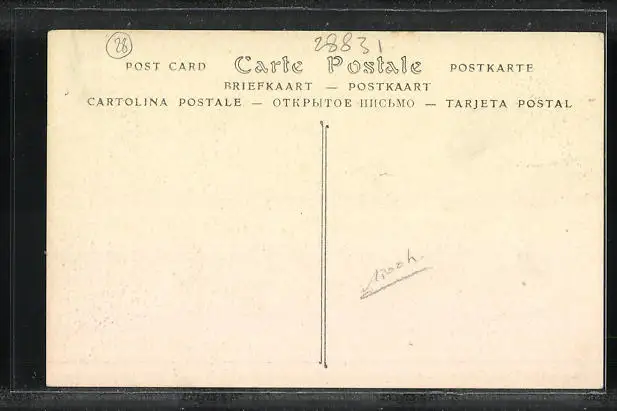 28
28831
POST CARD Carte Postale POSTKARTE
BRIEFKAART — POSTKAART
CARTOLINA POSTALE — ОТКРЫТОЕ ПИСЬМО — TARJETA POSTAL